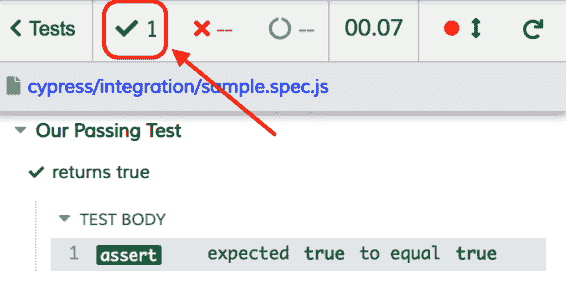 < Tests ✔ 1 ✖ -- -- 00.07
cypress/integration/sample.spec.js
Our Passing Test
returns true
TEST BODY
1 assert expected true to equal true